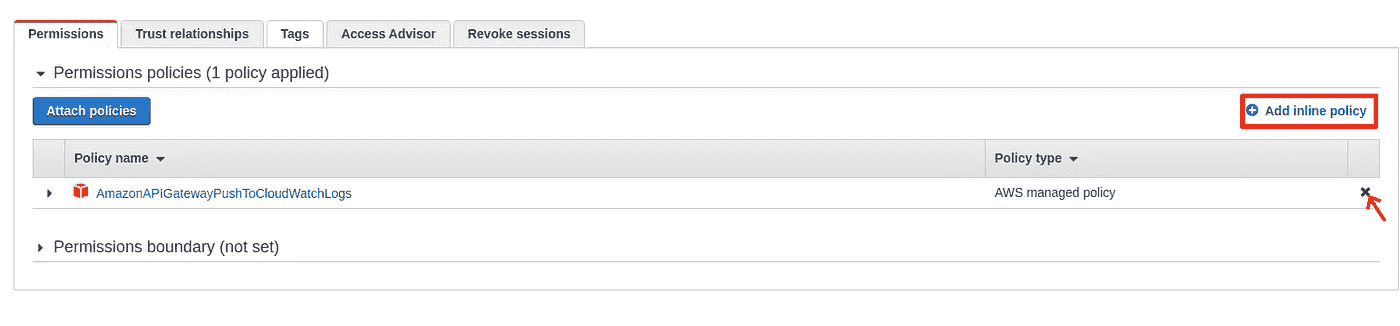 Permissions Trust relationships Tags Access Advisor Revoke sessions
Permissions policies (1 policy applied)
Attach policies Add inline policy
Policy name Policy type
AmazonAPIGatewayPushToCloudWatchLogs AWS managed policy
Permissions boundary (not set)